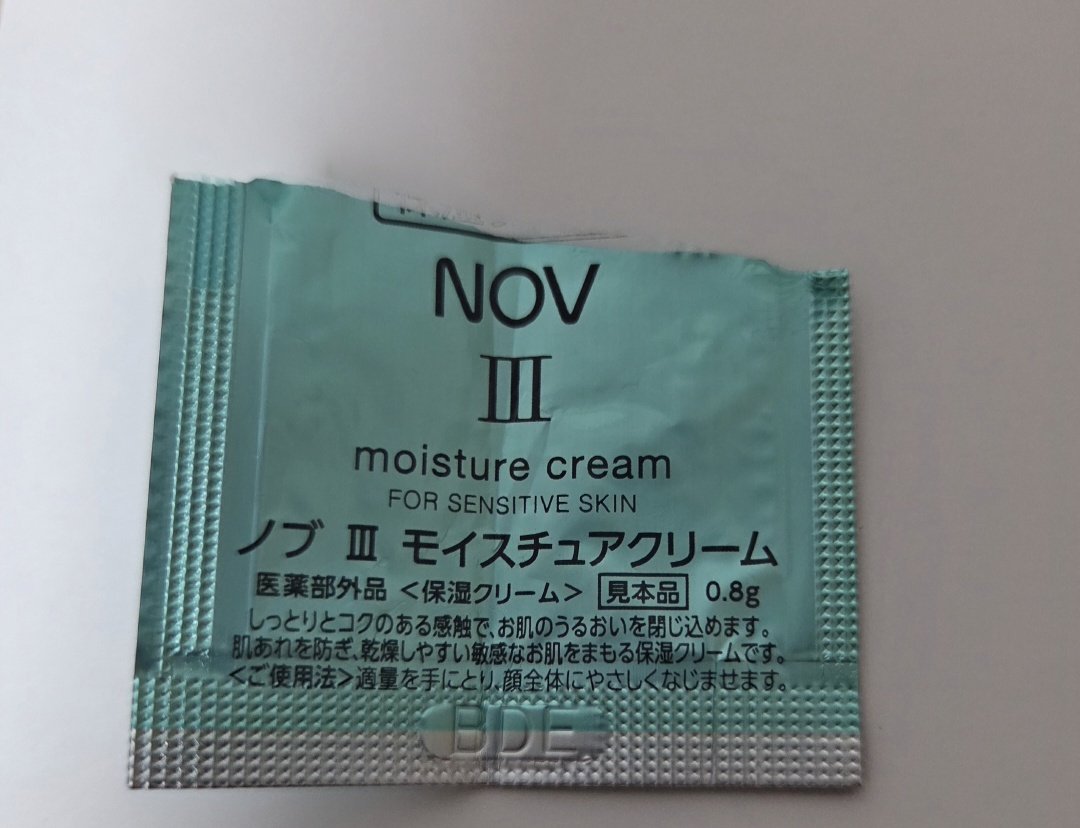 NOV
III
moisture cream
FOR SENSITIVE SKIN
ノブ III モイスチュアクリーム
医薬部外品 <保湿クリーム> 見本品 0.8g
しっとりとコクのある感触で、お肌のうるおいを閉じ込めます。
肌あれを防ぎ、乾燥しやすい敏感なお肌をまもる保湿クリームです。
<ご使用法>適量を手にとり、顔全体にやさしくなじませます。
BDE